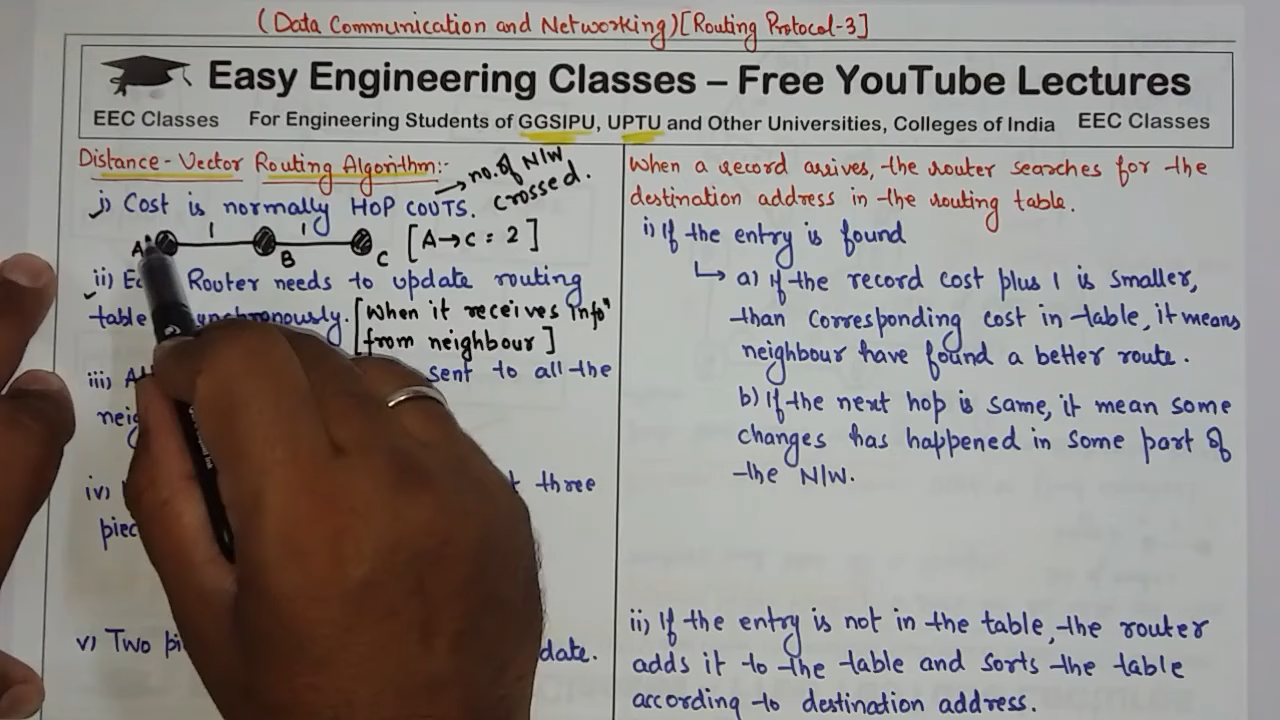 (Data Communication and Networking) [Routing Protocol-3]
Easy Engineering Classes – Free YouTube Lectures
EEC Classes For Engineering Students of GGSIPU, UPTU and Other Universities, Colleges of India EEC Classes
Distance-Vector Routing Algorithm:-
→ no. of N/W crossed.
i) Cost is normally HOP COUTS.
A 1 B 1 C [A→C = 2]
ii) Router needs to update routing
table [When it receives Info"
from neighbour]
iii) sent to all the
iv) three
v) Two date.
When a record arrives, the router searches for the
destination address in the routing table.
i) If the entry is found
↳ a) if the record cost plus 1 is smaller,
than corresponding cost in table, it means
neighbour have found a better route.
b) If the next hop is same, it mean some
changes has happened in some part of
the N/W.
ii) If the entry is not in the table, the router
adds it to the table and sorts the table
according to destination address.